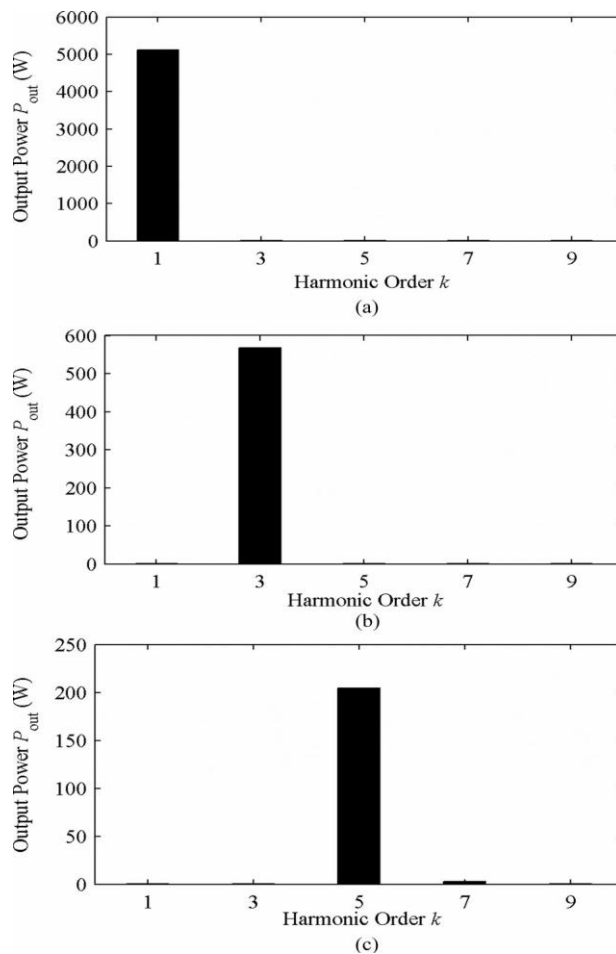 6000
5000
4000
3000
2000
1000
0
Output Power P_out (W)
1 3 5 7 9
Harmonic Order k
(a)
600
500
400
300
200
100
0
Output Power P_out (W)
1 3 5 7 9
Harmonic Order k
(b)
250
200
150
100
50
0
Output Power P_out (W)
1 3 5 7 9
Harmonic Order k
(c)